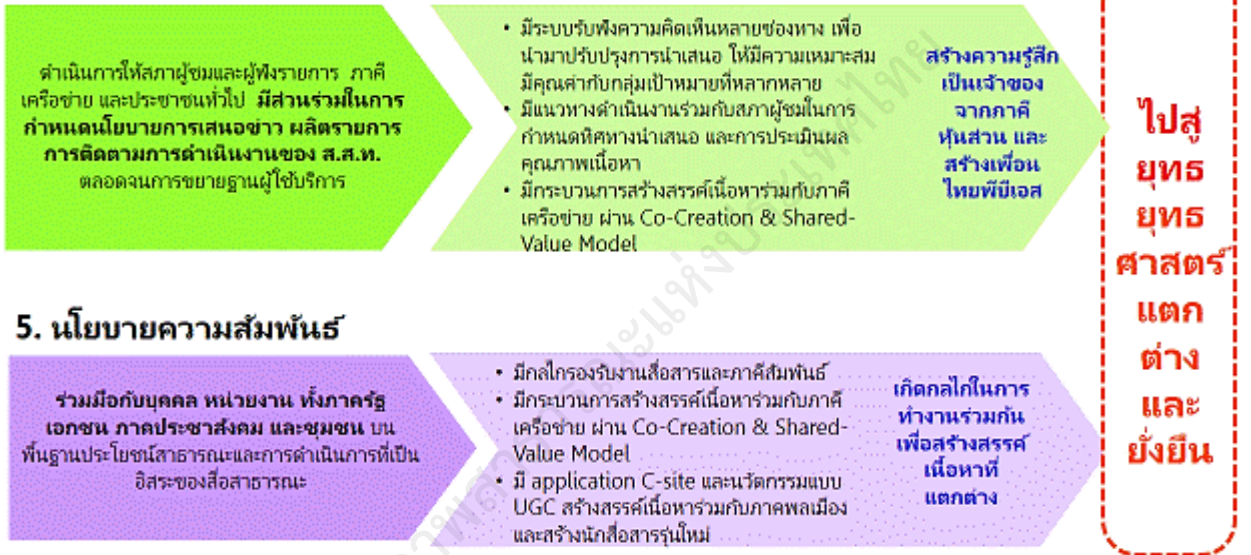 ดำเนินการให้สภาผู้ชมและผู้ฟังรายการ ภาคี
เครือข่าย และประชาชนทั่วไป มีส่วนร่วมในการ
กำหนดนโยบายการเสนอข่าว ผลิตรายการ
การติดตามการดำเนินงานของ ส.ส.ท.
ตลอดจนการขยายฐานผู้ใช้บริการ
• มีระบบรับฟังความคิดเห็นหลายช่องทาง เพื่อ
นำมาปรับปรุงการนำเสนอ ให้มีความเหมาะสม
มีคุณค่ากับกลุ่มเป้าหมายที่หลากหลาย
• มีแนวทางดำเนินงานร่วมกับสภาผู้ชมในการ
กำหนดทิศทางนำเสนอ และการประเมินผล
คุณภาพเนื้อหา
• มีกระบวนการสร้างสรรค์เนื้อหาร่วมกับภาคี
เครือข่าย ผ่าน Co-Creation & Shared-
Value Model
สร้างความรู้สึก
เป็นเจ้าของ
จากภาคี
หุ้นส่วน และ
สร้างเพื่อน
ไทยพีบีเอส
5. นโยบายความสัมพันธ์
ร่วมมือกับบุคคล หน่วยงาน ทั้งภาครัฐ
เอกชน ภาคประชาสังคม และชุมชน บน
พื้นฐานประโยชน์สาธารณะและการดำเนินการที่เป็น
อิสระของสื่อสาธารณะ
• มีกลไกรองรับงานสื่อสารและภาคีสัมพันธ์
• มีกระบวนการสร้างสรรค์เนื้อหาร่วมกับภาคี
เครือข่าย ผ่าน Co-Creation & Shared-
Value Model
• มี application C-site และนวัตกรรมแบบ
UGC สร้างสรรค์เนื้อหาร่วมกับภาคพลเมือง
และสร้างนักสื่อสารรุ่นใหม่
เกิดกลไกในการ
ทำงานร่วมกัน
เพื่อสร้างสรรค์
เนื้อหาที่
แตกต่าง
ไปสู่
ยุทธ
ยุทธ
ศาสตร์
แตก
ต่าง
และ
ยั่งยืน